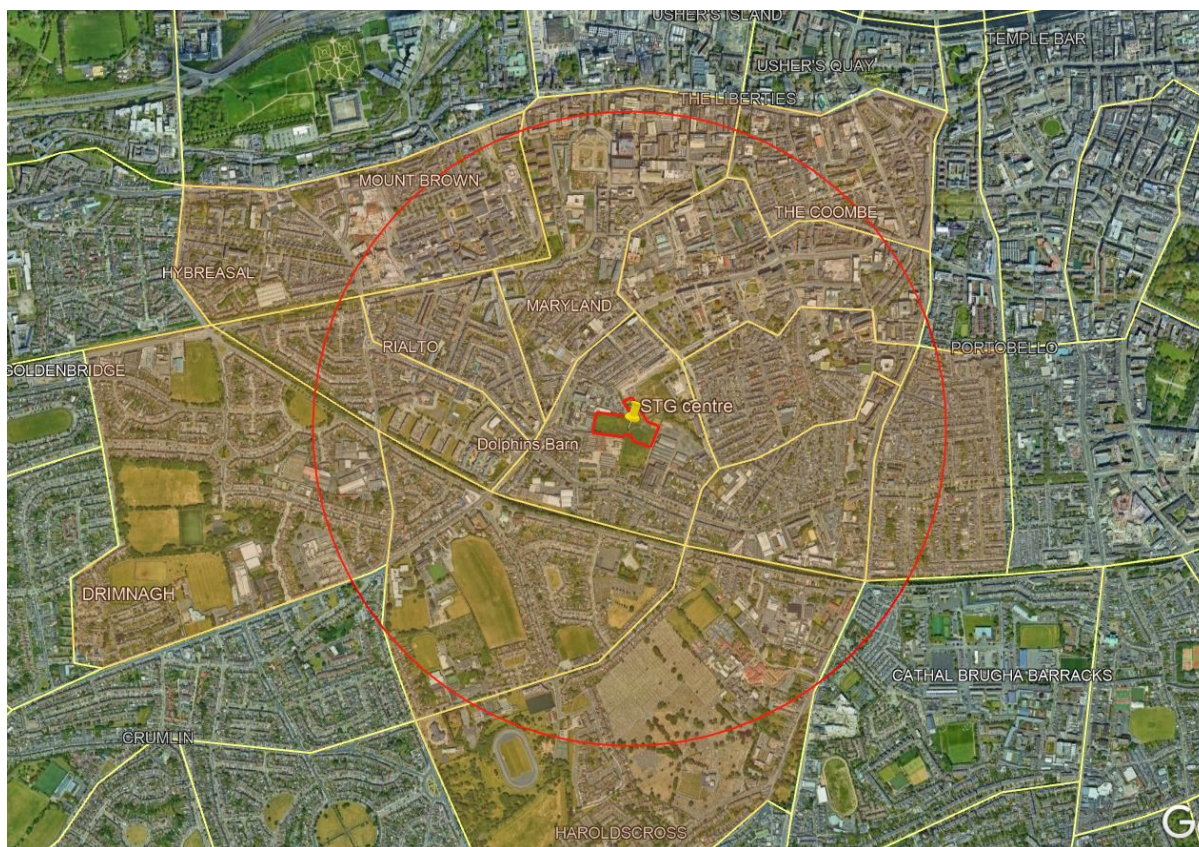 USHER'S ISLAND
TEMPLE BAR
USHER'S QUAY
THE LIBERTIES
MOUNT BROWN
THE COOMBE
HYBREASAL
MARYLAND
RIALTO
PORTOBELLO
GOLDENBRIDGE
STG centre
Dolphins Barn
DRIMNAGH
CATHAL BRUGHA BARRACKS
CRUMLIN
HAROLDSCROSS